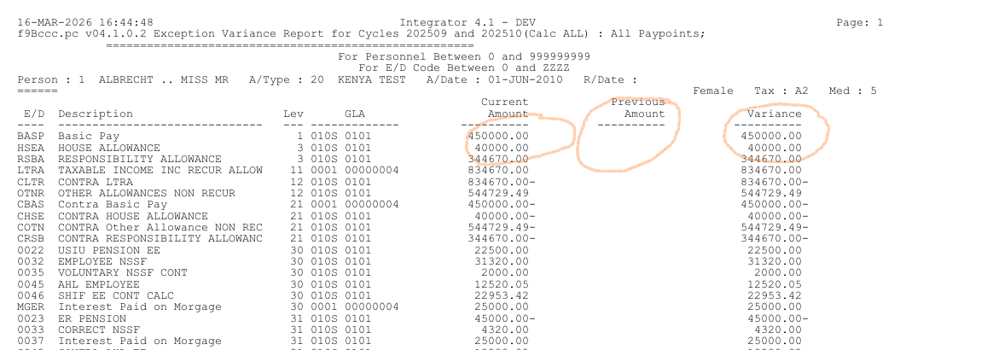 16-MAR-2026 16:44:48 Integrator 4.1 - DEV Page: 1
f9Bccc.pc v04.1.0.2 Exception Variance Report for Cycles 202509 and 202510(Calc ALL) : All Paypoints;
======================================================
For Personnel Between 0 and 999999999
For E/D Code Between 0 and ZZZZ
Person : 1 ALBRECHT .. MISS MR A/Type : 20 KENYA TEST A/Date : 01-JUN-2010 R/Date :
====== Female Tax : A2 Med : 5
Current Previous
E/D Description Lev GLA Amount Amount Variance
---- ------------------------------ --- ------------- ---------- ---------- ----------
BASP Basic Pay 1 010S 0101 450000.00 450000.00
HSEA HOUSE ALLOWANCE 3 010S 0101 40000.00 40000.00
RSBA RESPONSIBILITY ALLOWANCE 3 010S 0101 344670.00 344670.00
LTRA TAXABLE INCOME INC RECUR ALLOW 11 0001 00000004 834670.00 834670.00
CLTR CONTRA LTRA 12 010S 0101 834670.00- 834670.00-
OTNR OTHER ALLOWANCES NON RECUR 12 010S 0101 544729.49 544729.49
CBAS Contra Basic Pay 21 0001 00000004 450000.00- 450000.00-
CHSE CONTRA HOUSE ALLOWANCE 21 010S 0101 40000.00- 40000.00-
COTN CONTRA Other Allowance NON REC 21 010S 0101 544729.49- 544729.49-
CRSB CONTRA RESPONSIBILITY ALLOWANC 21 010S 0101 344670.00- 344670.00-
0022 USIU PENSION EE 30 010S 0101 22500.00 22500.00
0032 EMPLOYEE NSSF 30 010S 0101 31320.00 31320.00
0035 VOLUNTARY NSSF CONT 30 010S 0101 2000.00 2000.00
0045 AHL EMPLOYEE 30 010S 0101 12520.05 12520.05
0046 SHIF EE CONT CALC 30 010S 0101 22953.42 22953.42
MGER Interest Paid on Morgage 30 0001 00000004 25000.00 25000.00
0023 ER PENSION 31 010S 0101 45000.00- 45000.00-
0033 CORRECT NSSF 31 010S 0101 4320.00 4320.00
0037 Interest Paid on Morgage 31 010S 0101 25000.00 25000.00